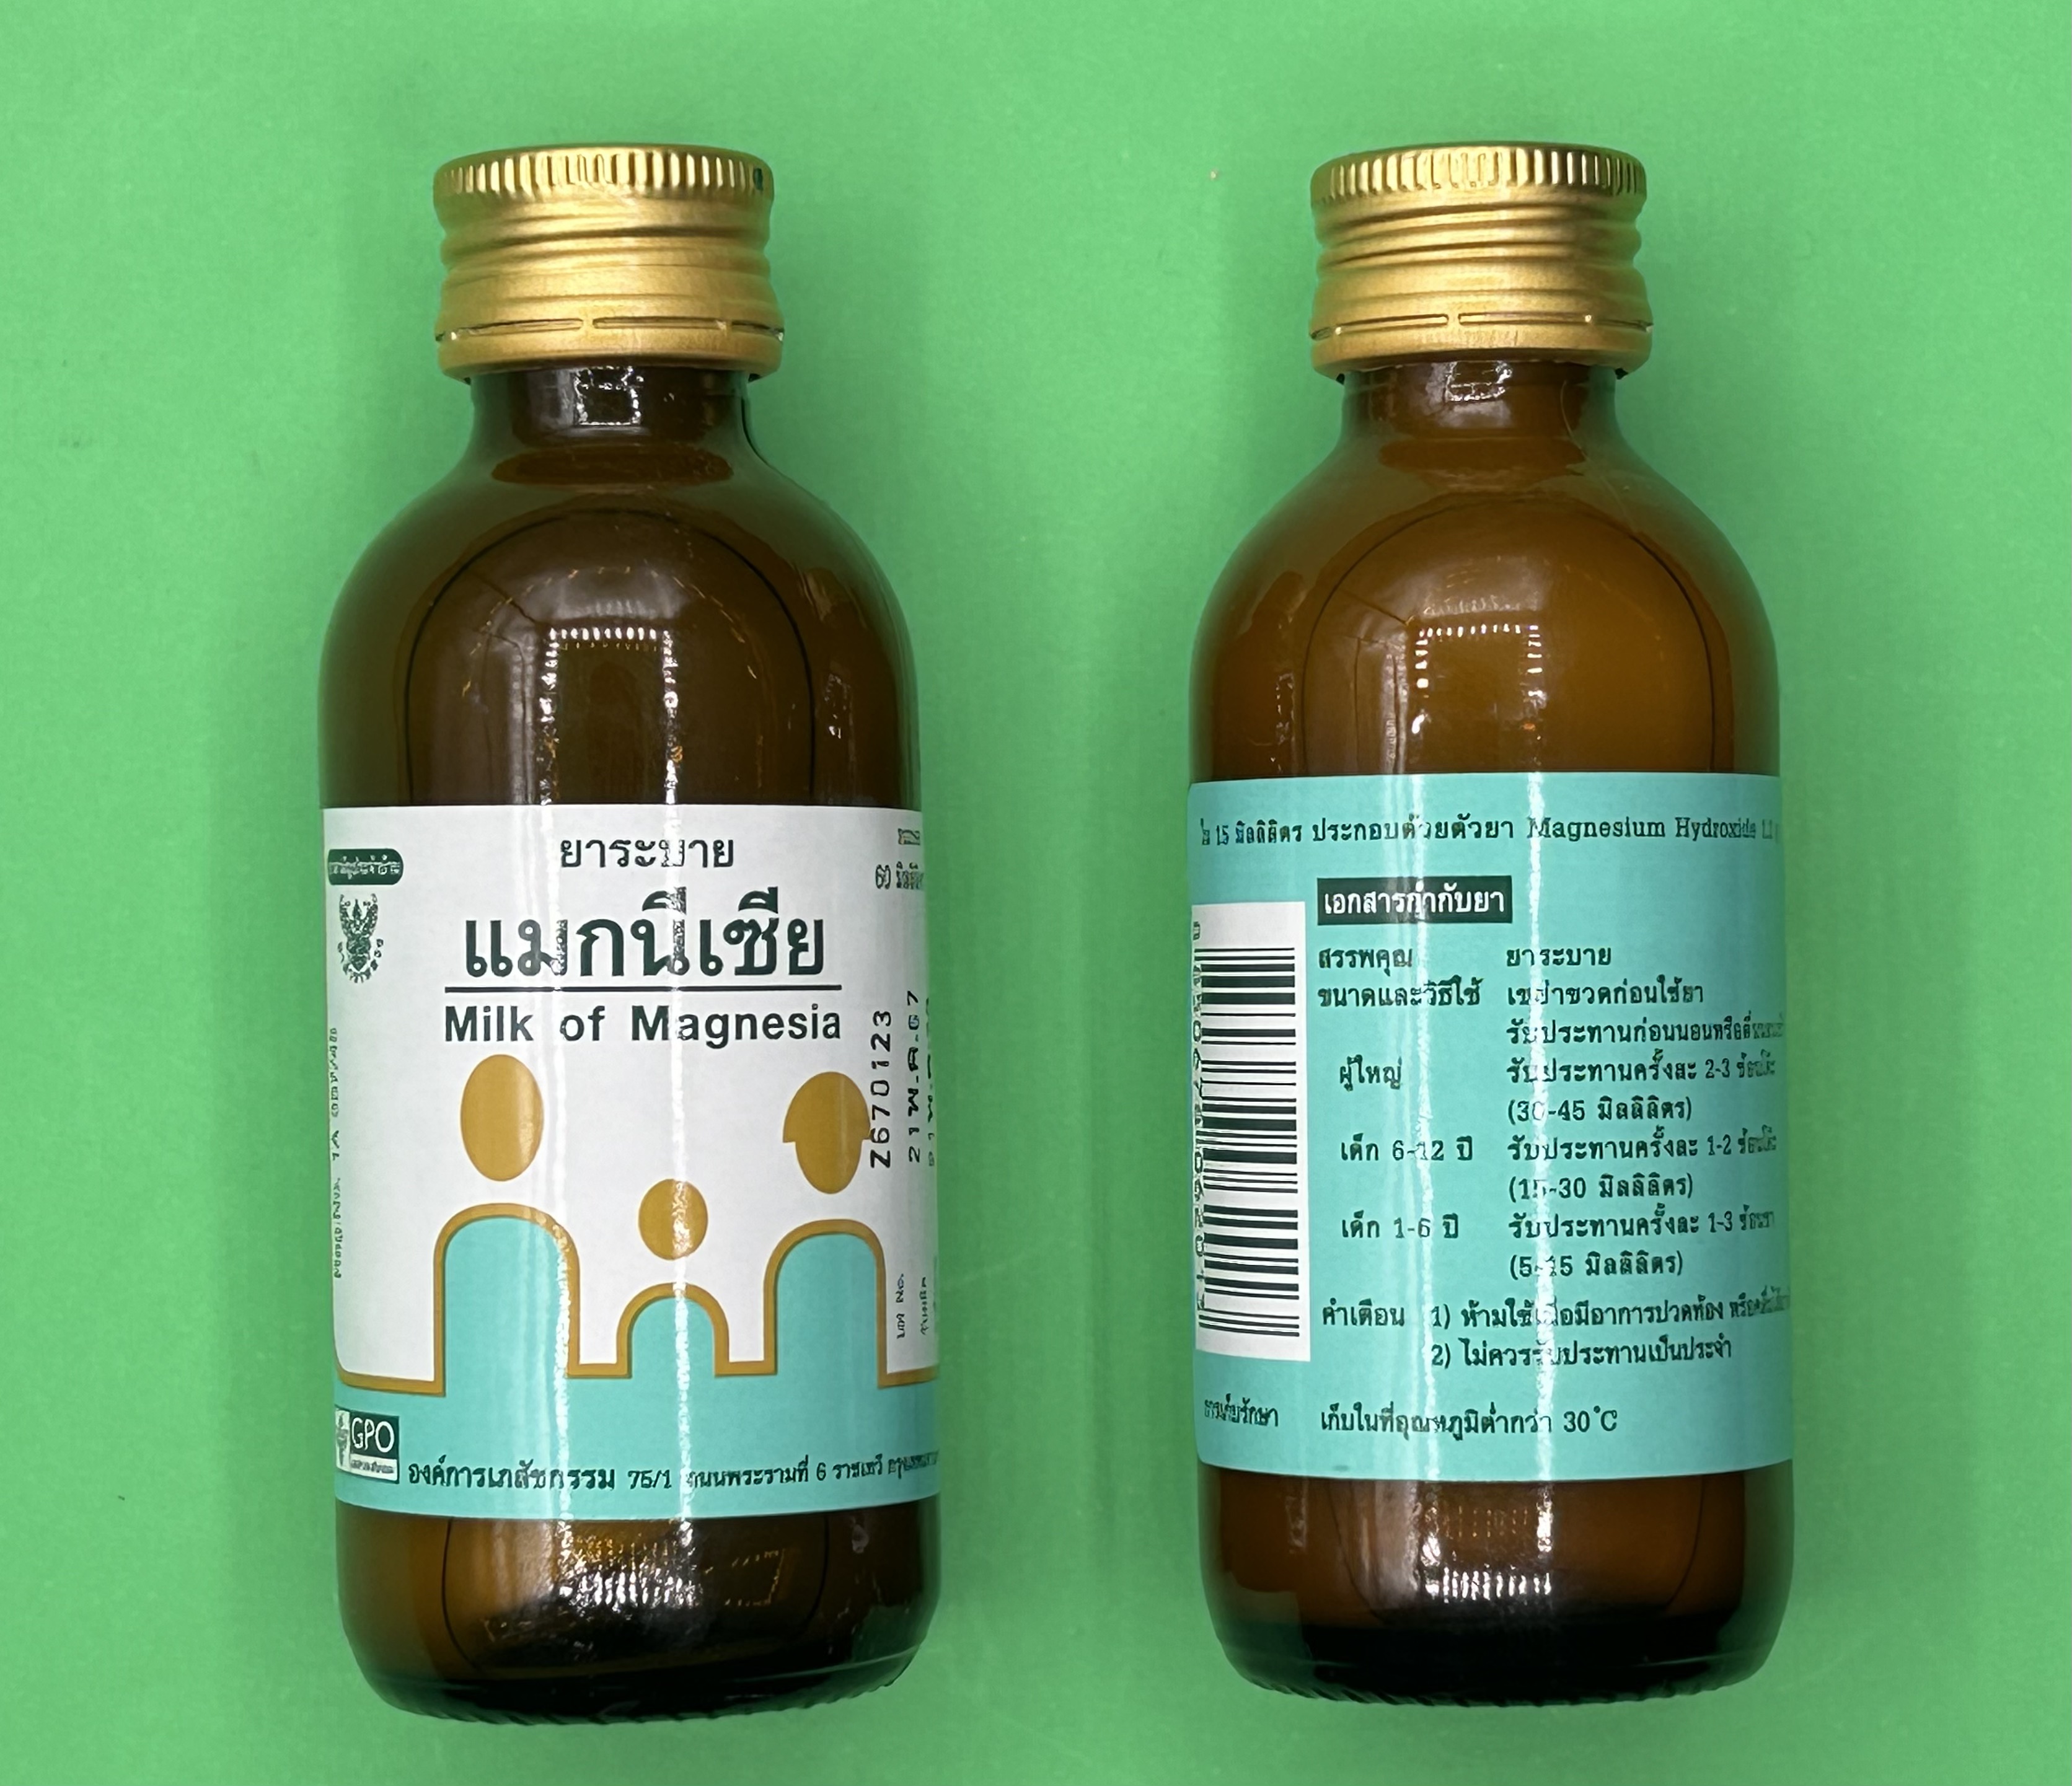 ยาระบาย
แมกนีเซีย
Milk of Magnesia
Z670123
21 พ.ค.67
GPO
องค์การเภสัชกรรม 75/1 ถนนพระรามที่ 6 ราชเทวี
ใน 15 มิลลิลิตร ประกอบด้วยตัวยา Magnesium Hydroxide
เอกสารกำกับยา
สรรพคุณ ยาระบาย
ขนาดและวิธีใช้ เขย่าขวดก่อนใช้ยา
รับประทานก่อนนอนหรือ
ผู้ใหญ่ รับประทานครั้งละ 2-3 ช้อนโต๊ะ
(30-45 มิลลิลิตร)
เด็ก 6-12 ปี รับประทานครั้งละ 1-2 ช้อนโต๊ะ
(15-30 มิลลิลิตร)
เด็ก 1-6 ปี รับประทานครั้งละ 1-3 ช้อนชา
(5-15 มิลลิลิตร)
คำเตือน 1) ห้ามใช้เมื่อมีอาการปวดท้อง หรือ
2) ไม่ควรรับประทานเป็นประจำ
การเก็บรักษา เก็บในที่อุณหภูมิต่ำกว่า 30°C